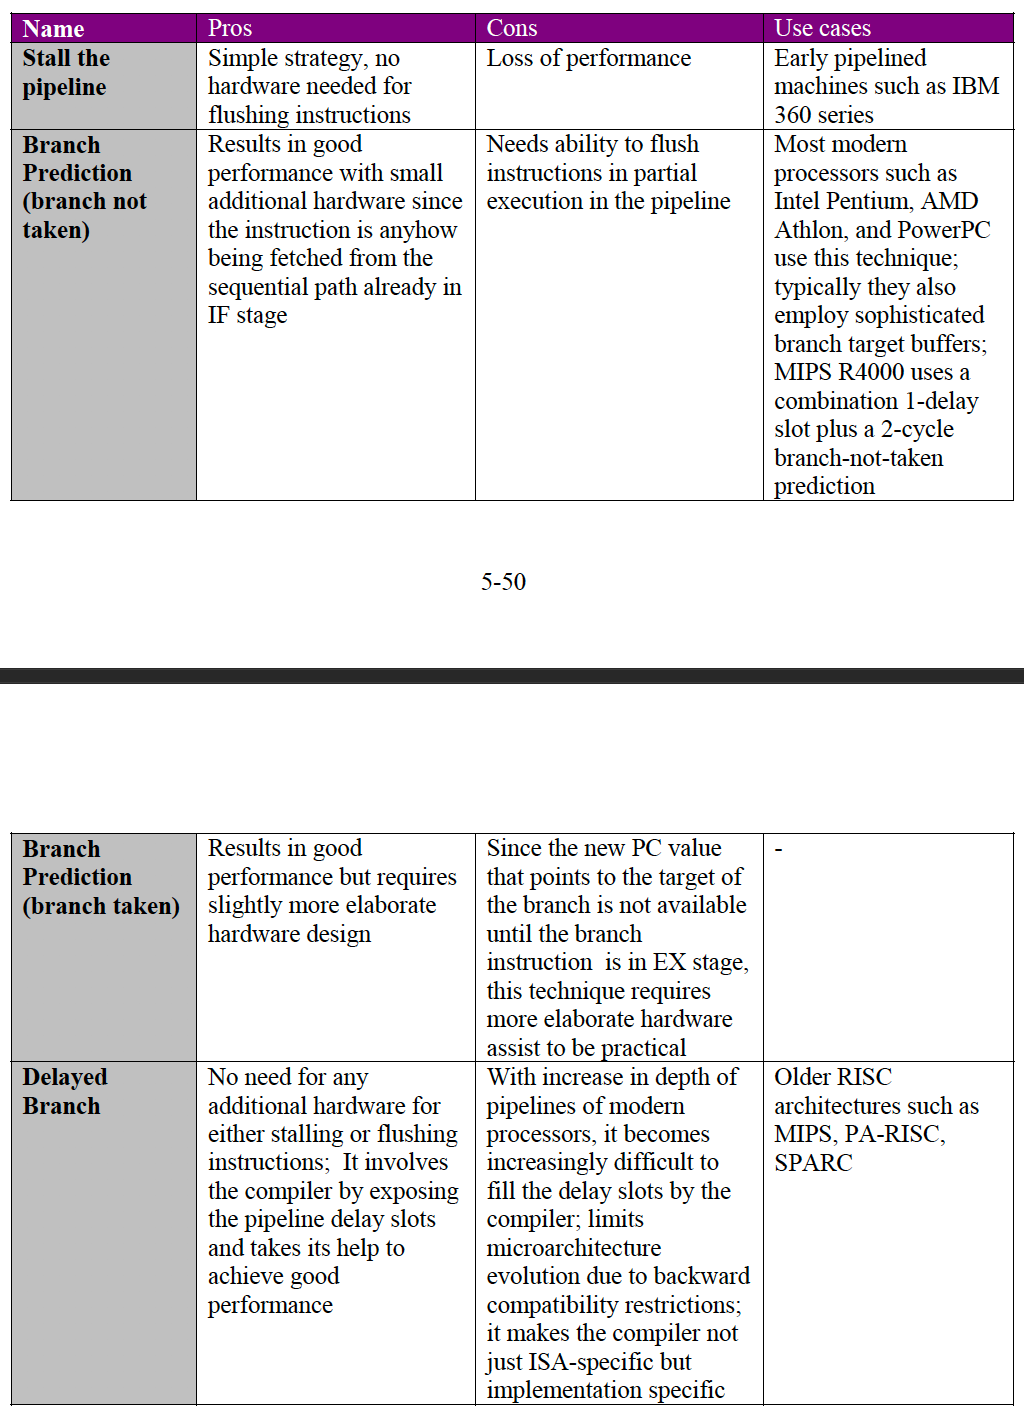 Name Pros Cons Use cases
Stall the
pipeline
Simple strategy, no
hardware needed for
flushing instructions
Loss of performance
Early pipelined
machines such as IBM
360 series
Branch
Prediction
(branch not
taken)
Results in good
performance with small
additional hardware since
the instruction is anyhow
being fetched from the
sequential path already in
IF stage
Needs ability to flush
instructions in partial
execution in the pipeline
Most modern
processors such as
Intel Pentium, AMD
Athlon, and PowerPC
use this technique;
typically they also
employ sophisticated
branch target buffers;
MIPS R4000 uses a
combination 1-delay
slot plus a 2-cycle
branch-not-taken
prediction
5-50
Branch
Prediction
(branch taken)
Results in good
performance but requires
slightly more elaborate
hardware design
Since the new PC value
that points to the target of
the branch is not available
until the branch
instruction  is in EX stage,
this technique requires
more elaborate hardware
assist to be practical
-
Delayed
Branch
No need for any
additional hardware for
either stalling or flushing
instructions;  It involves
the compiler by exposing
the pipeline delay slots
and takes its help to
achieve good
performance
With increase in depth of
pipelines of modern
processors, it becomes
increasingly difficult to
fill the delay slots by the
compiler; limits
microarchitecture
evolution due to backward
compatibility restrictions;
it makes the compiler not
just ISA-specific but
implementation specific
Older RISC
architectures such as
MIPS, PA-RISC,
SPARC